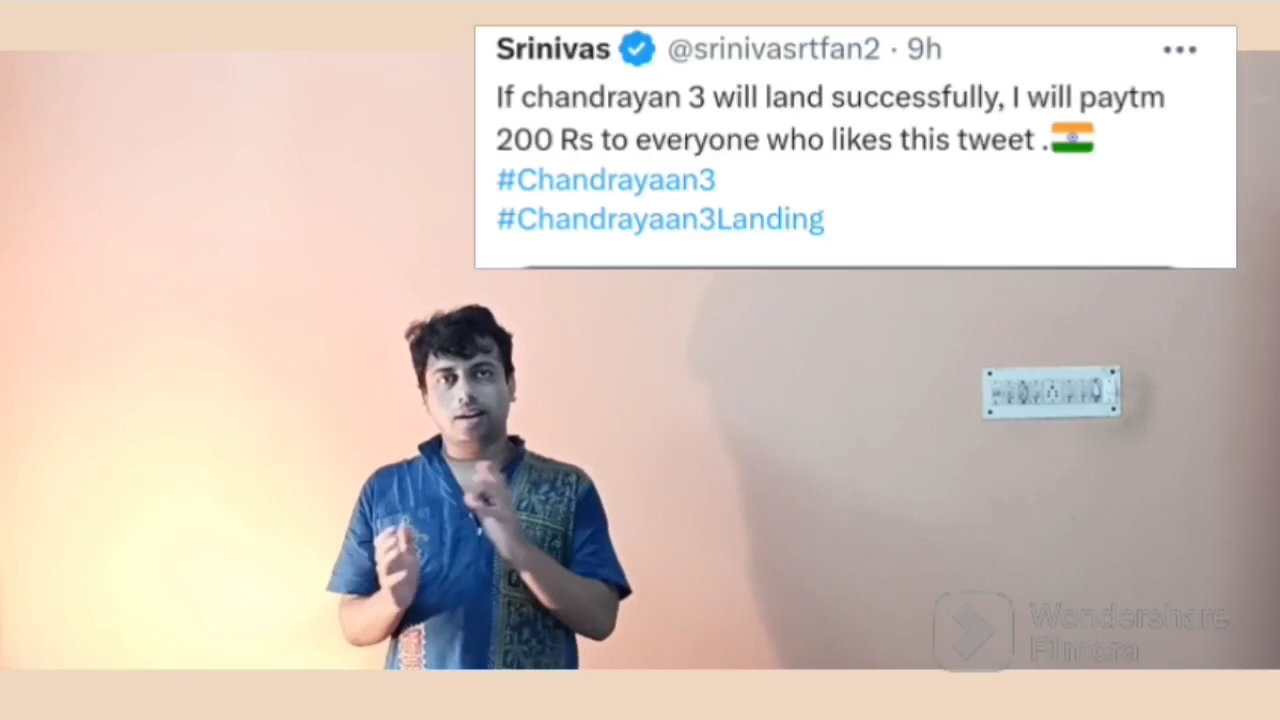 Srinivas @srinivasrtfan2 · 9h
If chandrayan 3 will land successfully, I will paytm
200 Rs to everyone who likes this tweet .🇮🇳
#Chandrayaan3
#Chandrayaan3Landing
Wondershare
Filmora